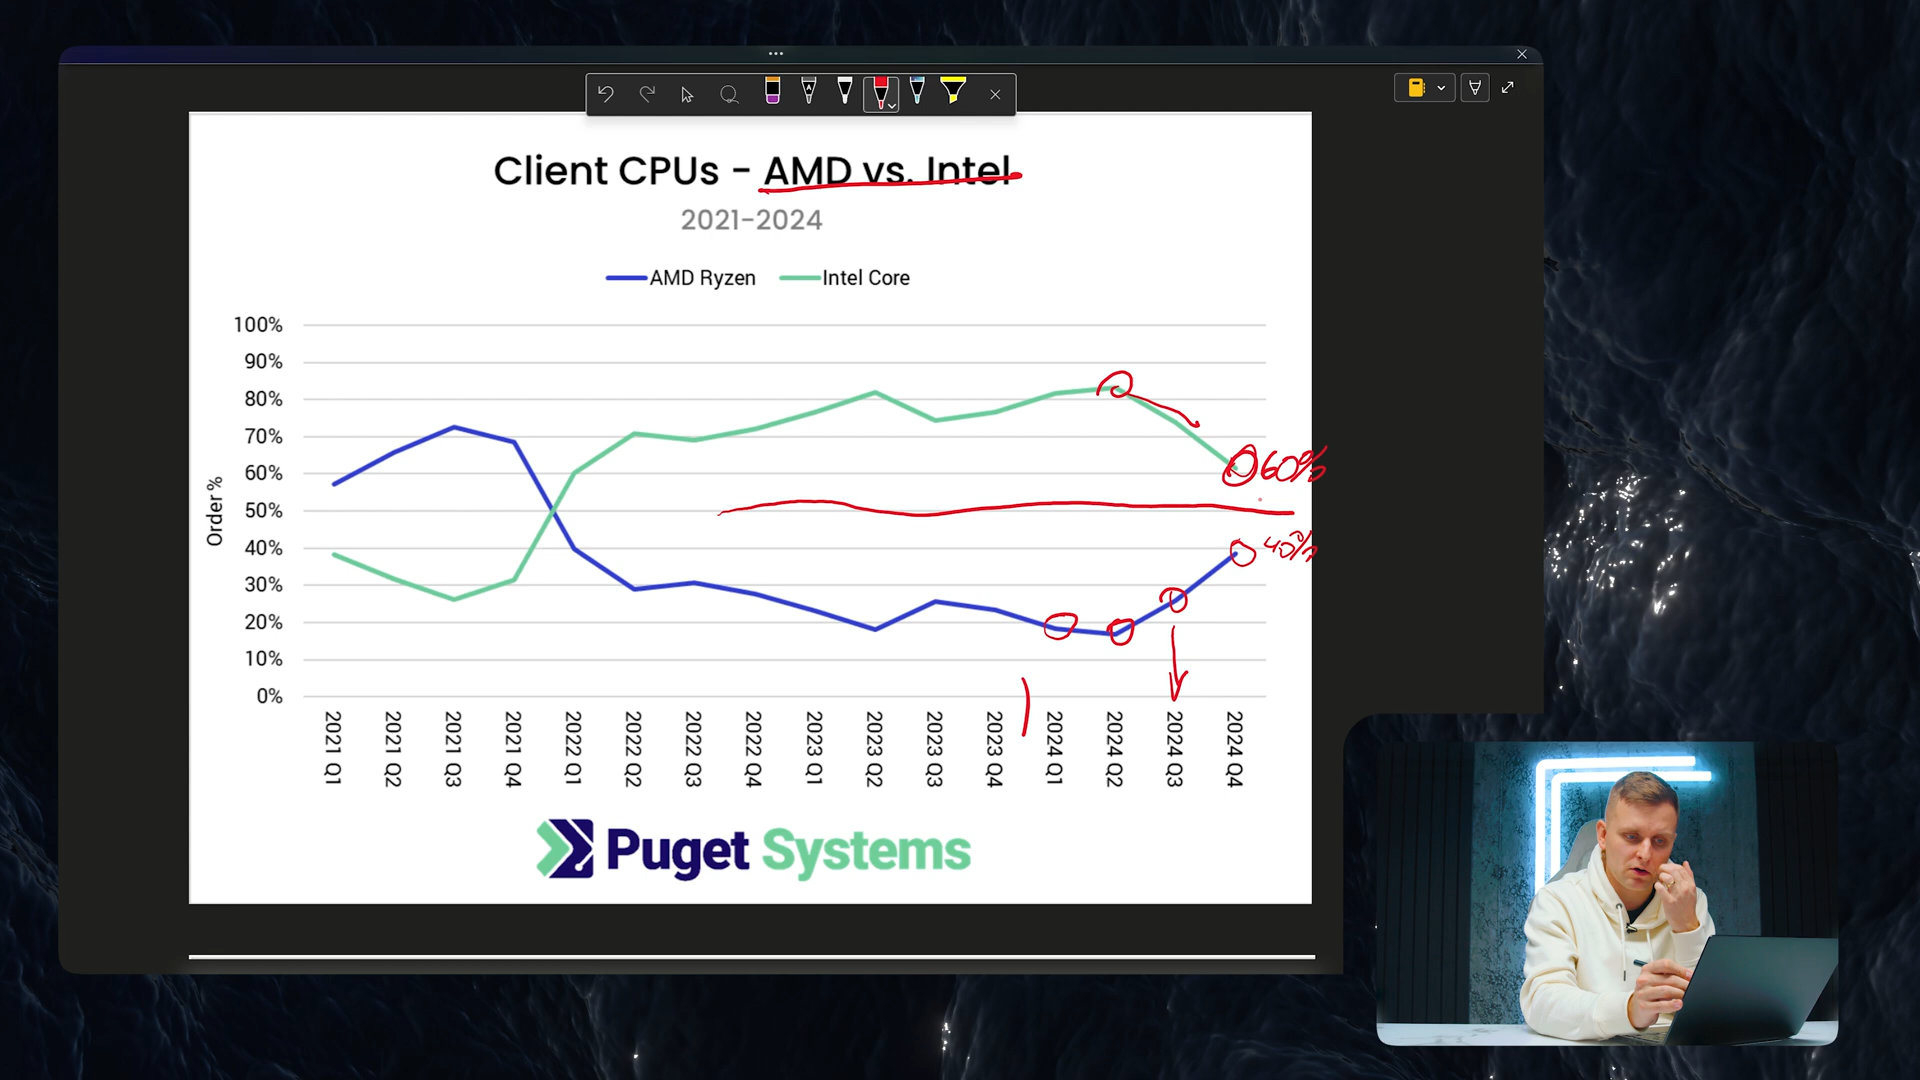 Client CPUs - AMD vs. Intel
2021-2024
AMD Ryzen Intel Core
Order %
100%
90%
80%
70%
60%
50%
40%
30%
20%
10%
0%
60%
40%
2021 Q1
2021 Q2
2021 Q3
2021 Q4
2022 Q1
2022 Q2
2022 Q3
2022 Q4
2023 Q1
2023 Q2
2023 Q3
2023 Q4
2024 Q1
2024 Q2
2024 Q3
2024 Q4
Puget Systems